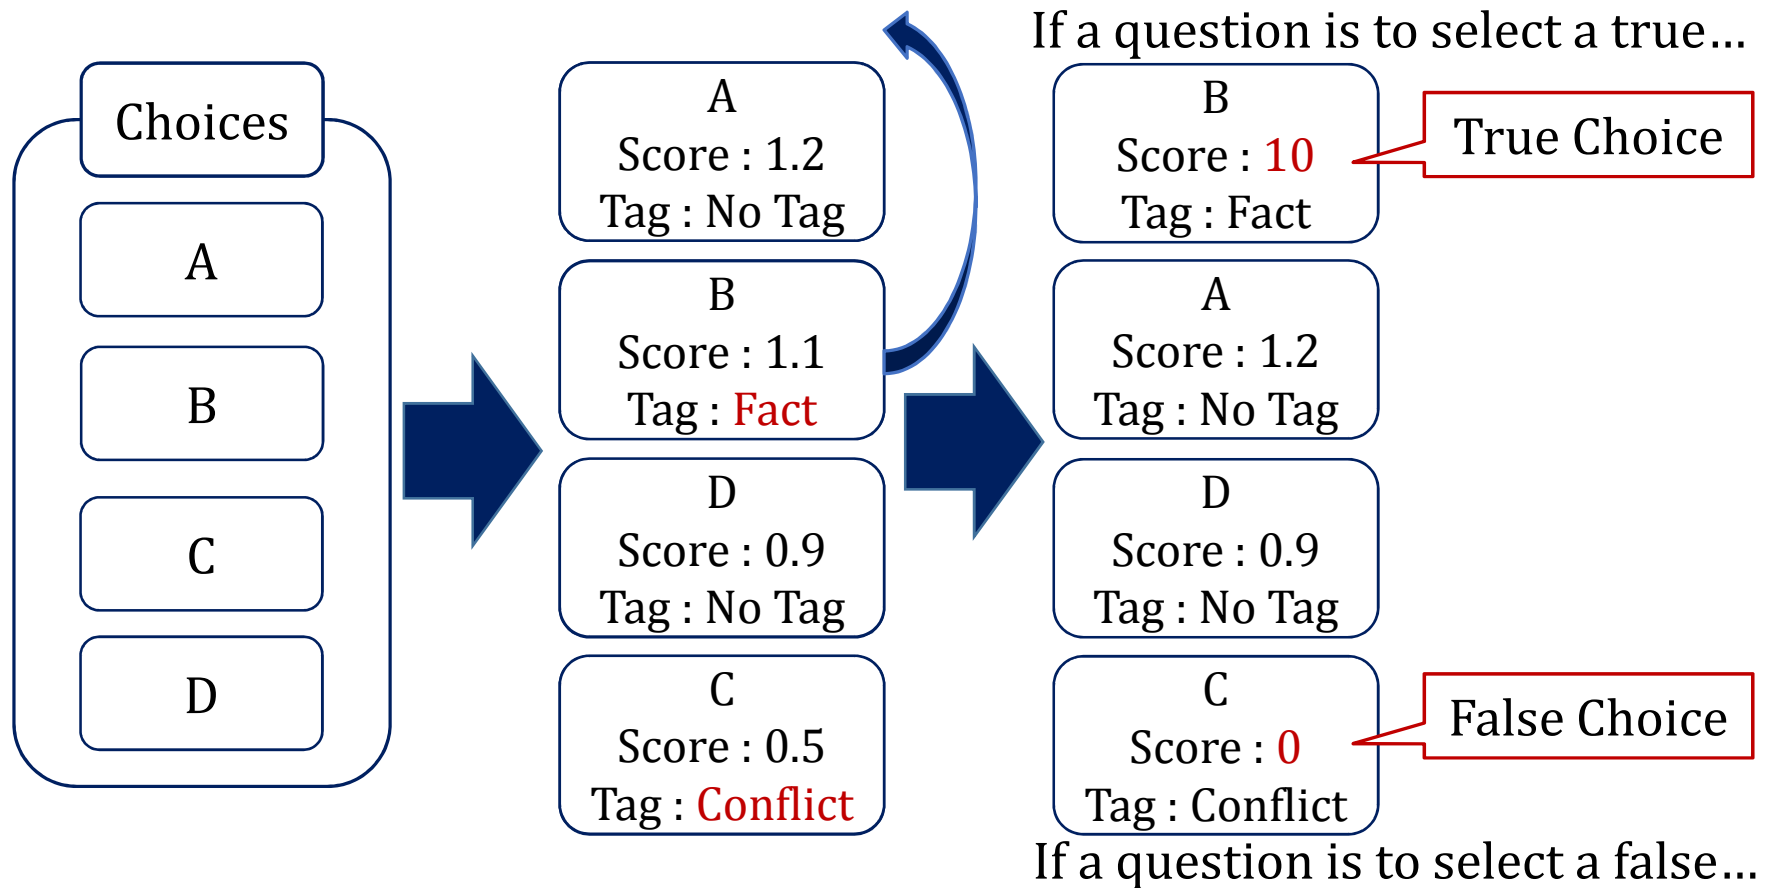 Choices
A
B
C
D
A
Score : 1.2
Tag : No Tag
B
Score : 1.1
Tag : Fact
D
Score : 0.9
Tag : No Tag
C
Score : 0.5
Tag : Conflict
If a question is to select a true...
B
Score : 10
Tag : Fact
True Choice
A
Score : 1.2
Tag : No Tag
D
Score : 0.9
Tag : No Tag
C
Score : 0
Tag : Conflict
False Choice
If a question is to select a false...